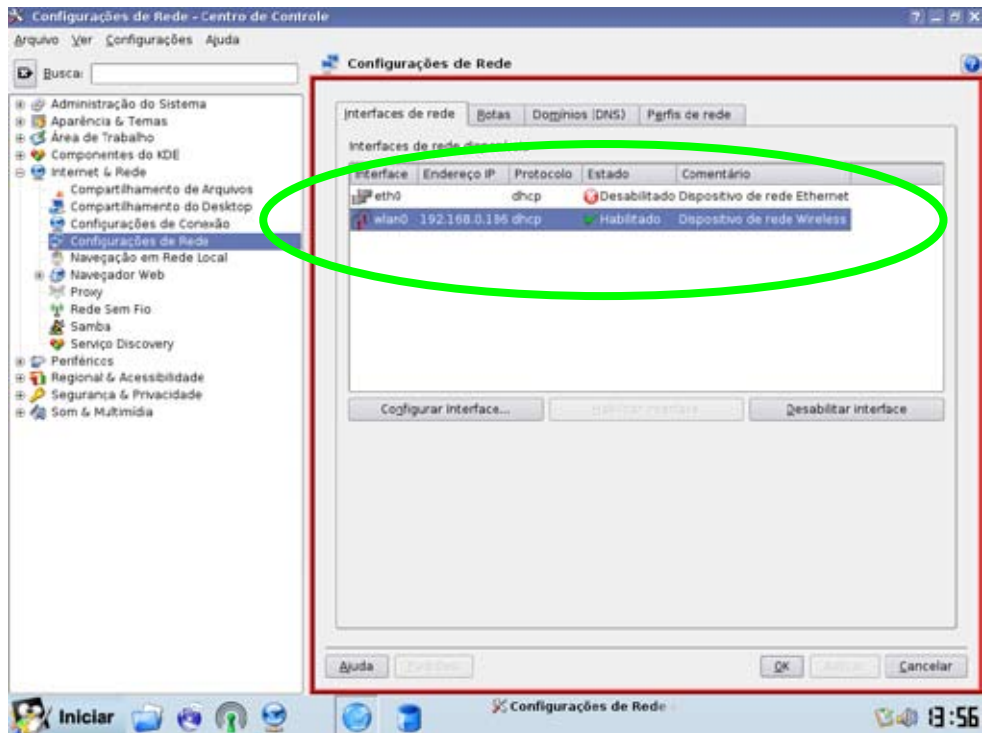 Configurações de Rede - Centro de Controle
Arquivo Ver Configurações Ajuda
Busca:
Administração do Sistema
Aparência & Temas
Área de Trabalho
Componentes do KDE
Internet & Rede
Compartilhamento de Arquivos
Compartilhamento do Desktop
Configurações de Conexão
Configurações de Rede
Navegação em Rede Local
Navegador Web
Proxy
Rede Sem Fio
Samba
Serviço Discovery
Periféricos
Regional & Acessibilidade
Segurança & Privacidade
Som & Multimídia
Configurações de Rede
Interfaces de rede Rotas Domínios (DNS) Perfis de rede
Interfaces de rede
Interface Endereço IP Protocolo Estado Comentário
eth0 dhcp Desabilitado Dispositivo de rede Ethernet
wlan0 192.168.0.186 dhcp Habilitado Dispositivo de rede Wireless
Configurar Interface... Desabilitar interface
Ajuda OK Cancelar
Iniciar Configurações de Rede 13:56